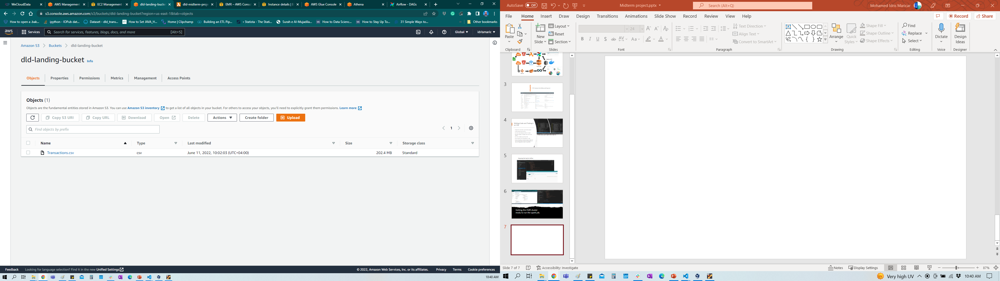 WeCloudData
AWS Management
EC2 Management
dld-landing-bucke
dld-midterm-proje
EMR – AWS Conso
Instance details | E
AWS Glue Console
Athena
Airflow - DAGs
s3.console.aws.amazon.com/s3/buckets/dld-landing-bucket?region=us-east-1&tab=objects
How to open a .bak...
ipython - IOPub dat...
Dataset - dld_trans...
How to Set JAVA_H...
Home | Clipchamp
Building an ETL Pip...
• Statista - The Stati...
Surah e Al-Mujadila...
How to Data Scienc...
How to Stay Up To...
31 Simple Ways to...
Other bookmarks
aws
Services
Search for services, features, blogs, docs, and more
[Alt+S]
Global
idrismaric
Amazon S3
Buckets
dld-landing-bucket
dld-landing-bucket Info
Objects
Properties
Permissions
Metrics
Management
Access Points
Objects (1)
Objects are the fundamental entities stored in Amazon S3. You can use Amazon S3 inventory to get a list of all objects in your bucket. For others to access your objects, you'll need to explicitly grant them permissions. Learn more
Copy S3 URI
Copy URL
Download
Open
Delete
Actions
Create folder
Upload
Find objects by prefix
1
Name
Type
Last modified
Size
Storage class
Transactions.csv
csv
June 11, 2022, 10:02:03 (UTC+04:00)
202.4 MB
Standard
Feedback
Looking for language selection? Find it in the new Unified Settings
© 2022, Amazon Web Services, Inc. or its affiliates.
Privacy
Terms
Cookie preferences
10:40 AM
AutoSave Off
Midterm project.pptx
Search (Alt+Q)
Mohamed Idris Maricar
File
Home
Insert
Draw
Design
Transitions
Animations
Slide Show
Record
Review
View
Help
Record
Share
Paste
Clipboard
New
Slide
Layout
Reset
Section
Slides
24
Font
Text Direction
Align Text
Convert to SmartArt
Paragraph
Arrange
Quick
Styles
Shape Fill
Shape Outline
Shape Effects
Drawing
Find
Replace
Select
Editing
Dictate
Voice
Design
Ideas
Designer
3
4
Writing Code and Testing it
on VM
5
Preparing the Dag for Airflow
6
Getting the EMR cluster
ready to run the spark job.
7
Slide 7 of 7
Accessibility: Investigate
Notes
Display Settings
87%
Very high UV
10:40 AM